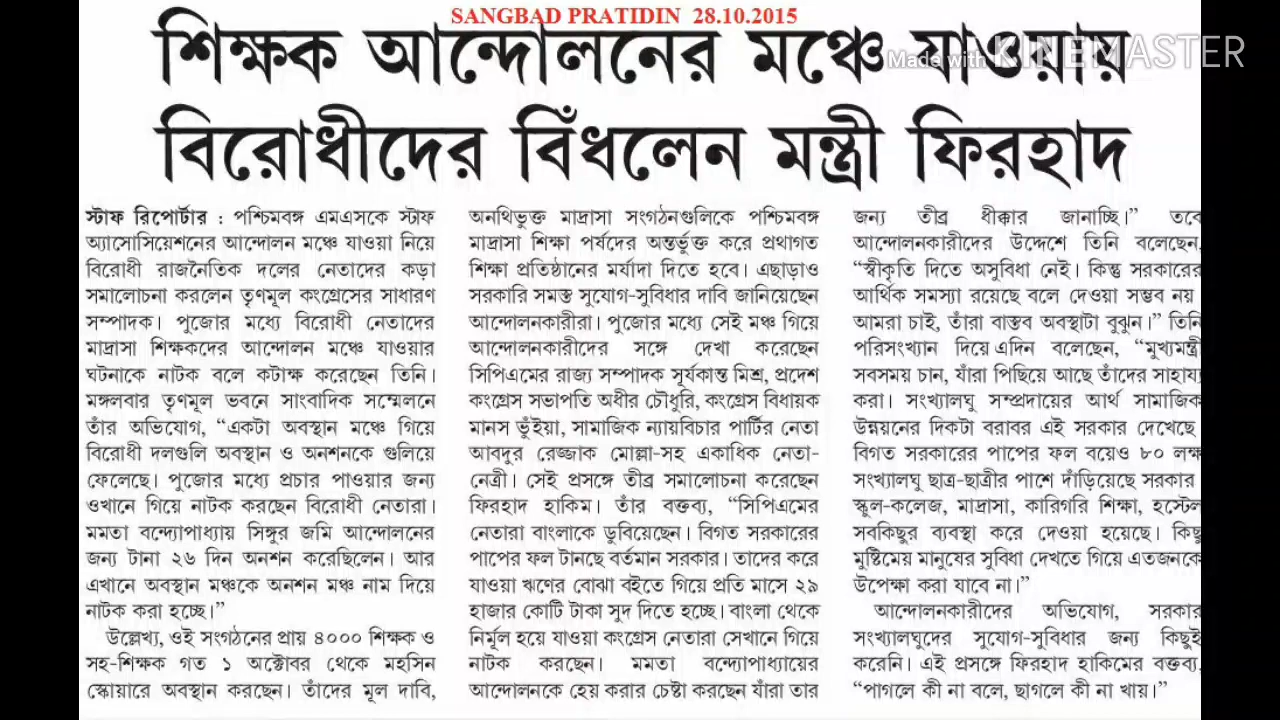 SANGBAD PRATIDIN 28.10.2015
Made with KINEMASTER
শিক্ষক আন্দোলনের মঞ্চে যাওয়ায়
বিরোধীদের বিঁধলেন মন্ত্রী ফিরহাদ
স্টাফ রিপোর্টার : পশ্চিমবঙ্গ এমএসকে স্টাফ
অ্যাসোসিয়েশনের আন্দোলন মঞ্চে যাওয়া নিয়ে
বিরোধী রাজনৈতিক দলের নেতাদের কড়া
সমালোচনা করলেন তৃণমূল কংগ্রেসের সাধারণ
সম্পাদক। পুজোর মধ্যে বিরোধী নেতাদের
মাদ্রাসা শিক্ষকদের আন্দোলন মঞ্চে যাওয়ার
ঘটনাকে নাটক বলে কটাক্ষ করেছেন তিনি।
মঙ্গলবার তৃণমূল ভবনে সাংবাদিক সম্মেলনে
তাঁর অভিযোগ, “একটা অবস্থান মঞ্চে গিয়ে
বিরোধী দলগুলি অবস্থান ও অনশনকে গুলিয়ে
ফেলেছে। পুজোর মধ্যে প্রচার পাওয়ার জন্য
ওখানে গিয়ে নাটক করছেন বিরোধী নেতারা।
মমতা বন্দ্যোপাধ্যায় সিঙ্গুর জমি আন্দোলনের
জন্য টানা ২৬ দিন অনশন করেছিলেন। আর
এখানে অবস্থান মঞ্চকে অনশন মঞ্চ নাম দিয়ে
নাটক করা হচ্ছে।”
উল্লেখ্য, ওই সংগঠনের প্রায় ৪০০০ শিক্ষক ও
সহ-শিক্ষক গত ১ অক্টোবর থেকে মহসিন
স্কোয়ারে অবস্থান করছেন। তাঁদের মূল দাবি,
অনথিভুক্ত মাদ্রাসা সংগঠনগুলিকে পশ্চিমবঙ্গ
মাদ্রাসা শিক্ষা পর্ষদের অন্তর্ভুক্ত করে প্রথাগত
শিক্ষা প্রতিষ্ঠানের মর্যাদা দিতে হবে। এছাড়াও
সরকারি সমস্ত সুযোগ-সুবিধার দাবি জানিয়েছেন
আন্দোলনকারীরা। পুজোর মধ্যে সেই মঞ্চ গিয়ে
আন্দোলনকারীদের সঙ্গে দেখা করেছেন
সিপিএমের রাজ্য সম্পাদক সূর্যকান্ত মিশ্র, প্রদেশ
কংগ্রেস সভাপতি অধীর চৌধুরি, কংগ্রেস বিধায়ক
মানস ভুঁইয়া, সামাজিক ন্যায়বিচার পার্টির নেতা
আবদুর রেজ্জাক মোল্লা-সহ একাধিক নেতা-
নেত্রী। সেই প্রসঙ্গে তীব্র সমালোচনা করেছেন
ফিরহাদ হাকিম। তাঁর বক্তব্য, “সিপিএমের
নেতারা বাংলাকে ডুবিয়েছেন। বিগত সরকারের
পাপের ফল টানছে বর্তমান সরকার। তাদের করে
যাওয়া ঋণের বোঝা বইতে গিয়ে প্রতি মাসে ২৯
হাজার কোটি টাকা সুদ দিতে হচ্ছে। বাংলা থেকে
নির্মূল হয়ে যাওয়া কংগ্রেস নেতারা সেখানে গিয়ে
নাটক করছেন। মমতা বন্দ্যোপাধ্যায়ের
আন্দোলনকে হেয় করার চেষ্টা করছেন যাঁরা তার
জন্য তীব্র ধীক্কার জানাচ্ছি।” তবে
আন্দোলনকারীদের উদ্দেশে তিনি বলেছেন,
“স্বীকৃতি দিতে অসুবিধা নেই। কিন্তু সরকারের
আর্থিক সমস্যা রয়েছে বলে দেওয়া সম্ভব নয়
আমরা চাই, তাঁরা বাস্তব অবস্থাটা বুঝুন।” তিনি
পরিসংখ্যান দিয়ে এদিন বলেছেন, “মুখ্যমন্ত্রী
সবসময় চান, যাঁরা পিছিয়ে আছে তাঁদের সাহায্য
করা। সংখ্যালঘু সম্প্রদায়ের আর্থ সামাজিক
উন্নয়নের দিকটা বরাবর এই সরকার দেখেছে
বিগত সরকারের পাপের ফল বয়েও ৮০ লক্ষ
সংখ্যালঘু ছাত্র-ছাত্রীর পাশে দাঁড়িয়েছে সরকার
স্কুল-কলেজ, মাদ্রাসা, কারিগরি শিক্ষা, হস্টেল
সবকিছুর ব্যবস্থা করে দেওয়া হয়েছে। কিছু
মুষ্টিমেয় মানুষের সুবিধা দেখতে গিয়ে এতজনকে
উপেক্ষা করা যাবে না।”
আন্দোলনকারীদের অভিযোগ, সরকার
সংখ্যালঘুদের সুযোগ-সুবিধার জন্য কিছুই
করেনি। এই প্রসঙ্গে ফিরহাদ হাকিমের বক্তব্য,
“পাগলে কী না বলে, ছাগলে কী না খায়।”